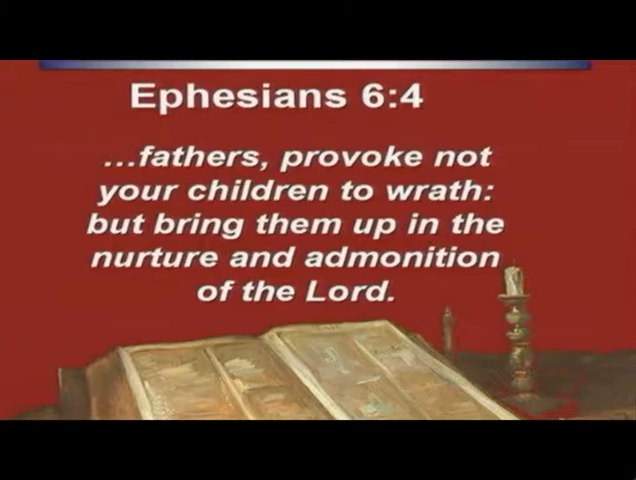 Ephesians 6:4
...fathers, provoke not
your children to wrath:
but bring them up in the
nurture and admonition
of the Lord.